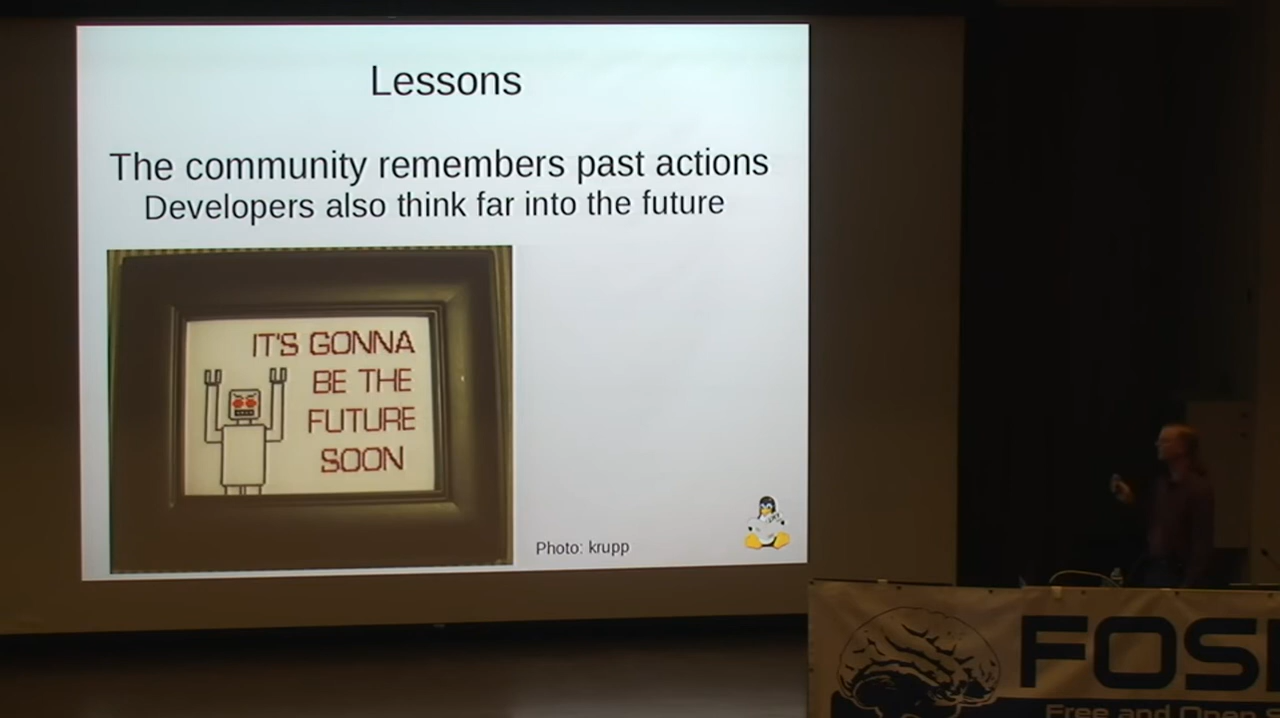 Lessons
The community remembers past actions
Developers also think far into the future
IT'S GONNA
BE THE
FUTURE
SOON
Photo: krupp
FOS
Free and Open